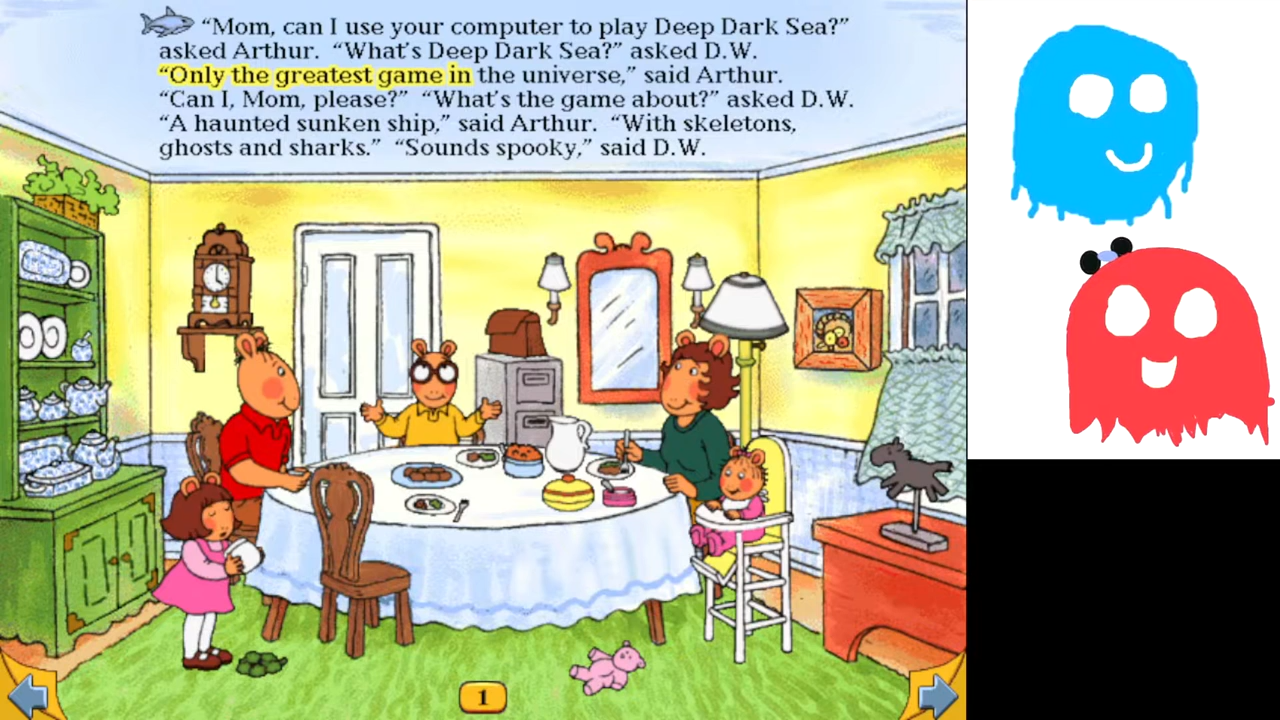 “Mom, can I use your computer to play Deep Dark Sea?”
asked Arthur. “What’s Deep Dark Sea?” asked D.W.
“Only the greatest game in the universe,” said Arthur.
“Can I, Mom, please?” “What’s the game about?” asked D.W.
“A haunted sunken ship,” said Arthur. “With skeletons,
ghosts and sharks.” “Sounds spooky,” said D.W.
1